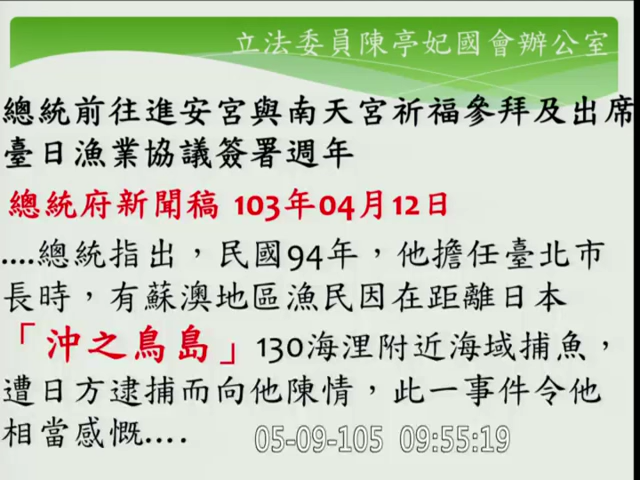 立法委員陳亭妃國會辦公室
總統前往進安宮與南天宮祈福參拜及出席
臺日漁業協議簽署週年
總統府新聞稿 103年04月12日
....總統指出，民國94年，他擔任臺北市
長時，有蘇澳地區漁民因在距離日本
「沖之鳥島」130海浬附近海域捕魚，
遭日方逮捕而向他陳情，此一事件令他
相當感慨....
05-09-105 09:55:19